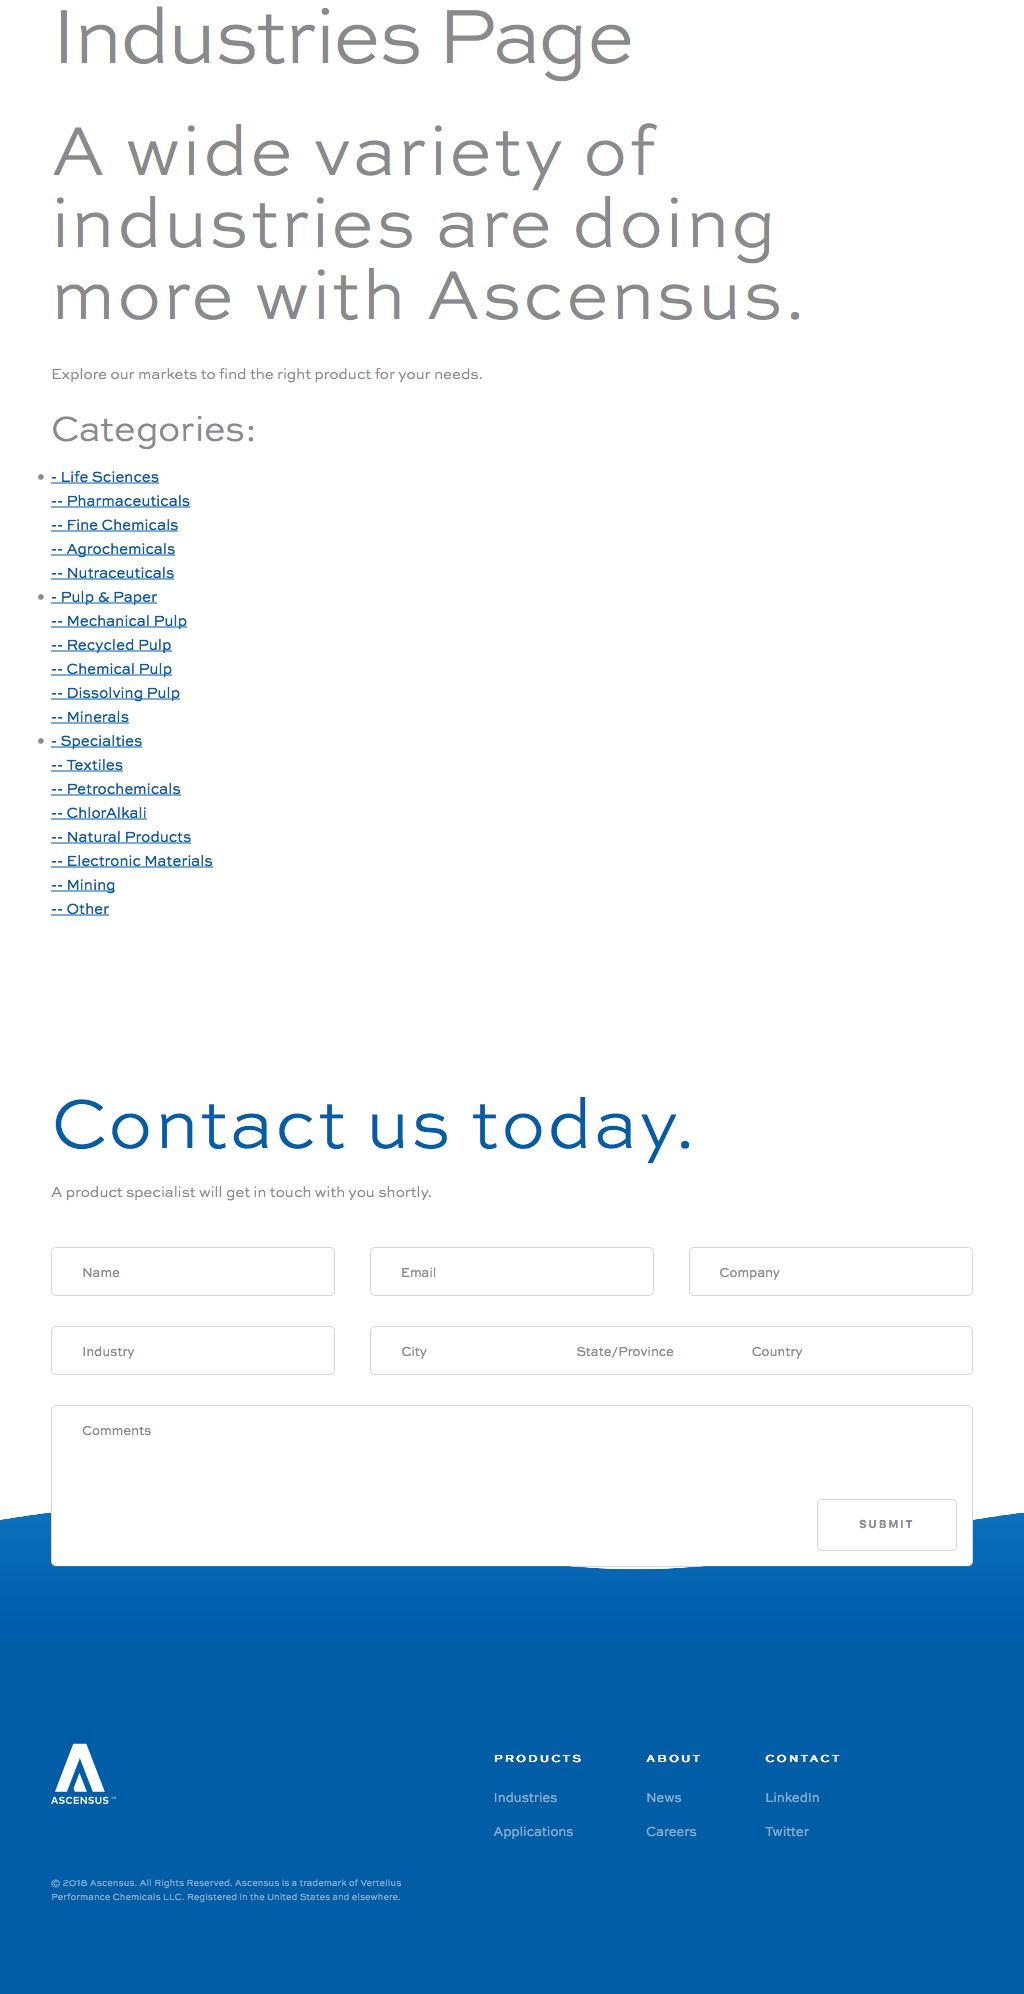 Industries Page
A wide variety of
industries are doing
more with Ascensus.
Explore our markets to find the right product for your needs.
Categories:
- Life Sciences
-- Pharmaceuticals
-- Fine Chemicals
-- Agrochemicals
-- Nutraceuticals
- Pulp & Paper
-- Mechanical Pulp
-- Recycled Pulp
-- Chemical Pulp
-- Dissolving Pulp
-- Minerals
- Specialties
-- Textiles
-- Petrochemicals
-- ChlorAlkali
-- Natural Products
-- Electronic Materials
-- Mining
-- Other
Contact us today.
A product specialist will get in touch with you shortly.
Name Email Company
Industry City State/Province Country
Comments
SUBMIT
ASCENSUS™
PRODUCTS ABOUT CONTACT
Industries News LinkedIn
Applications Careers Twitter
© 2018 Ascensus. All Rights Reserved. Ascensus is a trademark of Vertellus
Performance Chemicals LLC. Registered in the United States and elsewhere.